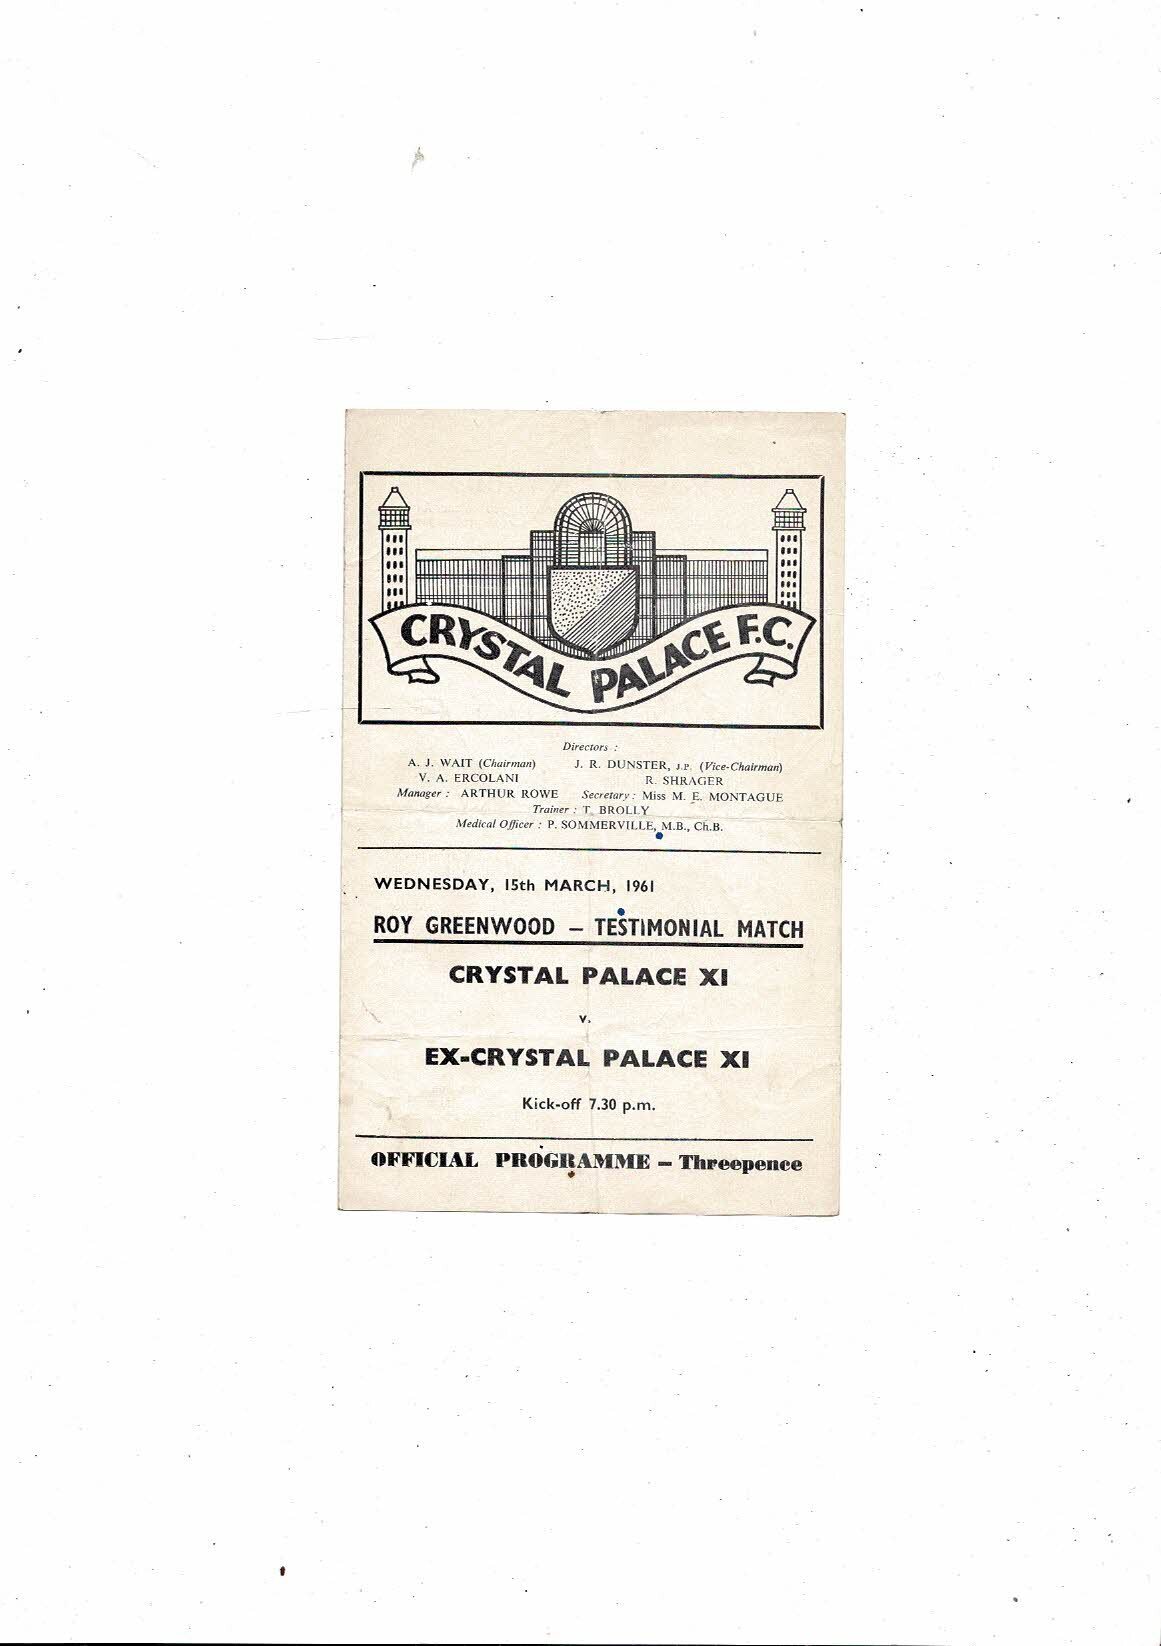 CRYSTAL PALACE F.C.
Directors :
A. J. WAIT (Chairman) J. R. DUNSTER, J.P. (Vice-Chairman)
V. A. ERCOLANI R. SHRAGER
Manager : ARTHUR ROWE Secretary : Miss M. E. MONTAGUE
Trainer : T. BROLLY
Medical Officer : P. SOMMERVILLE, M.B., Ch.B.
WEDNESDAY, 15th MARCH, 1961
ROY GREENWOOD – TESTIMONIAL MATCH
CRYSTAL PALACE XI
v.
EX-CRYSTAL PALACE XI
Kick-off 7.30 p.m.
OFFICIAL PROGRAMME – Threepence